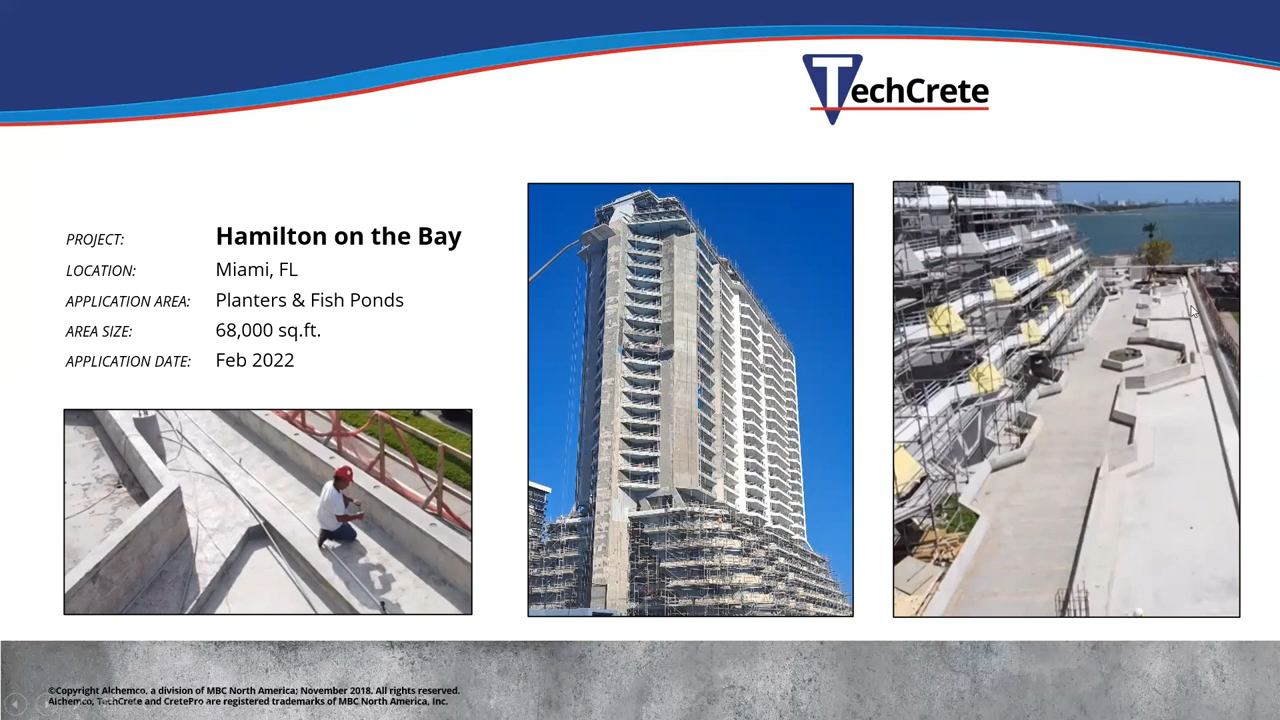 TechCrete
PROJECT: Hamilton on the Bay
LOCATION: Miami, FL
APPLICATION AREA: Planters & Fish Ponds
AREA SIZE: 68,000 sq.ft.
APPLICATION DATE: Feb 2022
©Copyright Alchemco, a division of MBC North America; November 2018. All rights reserved.
Alchemco, TechCrete and CretePro are registered trademarks of MBC North America, Inc.